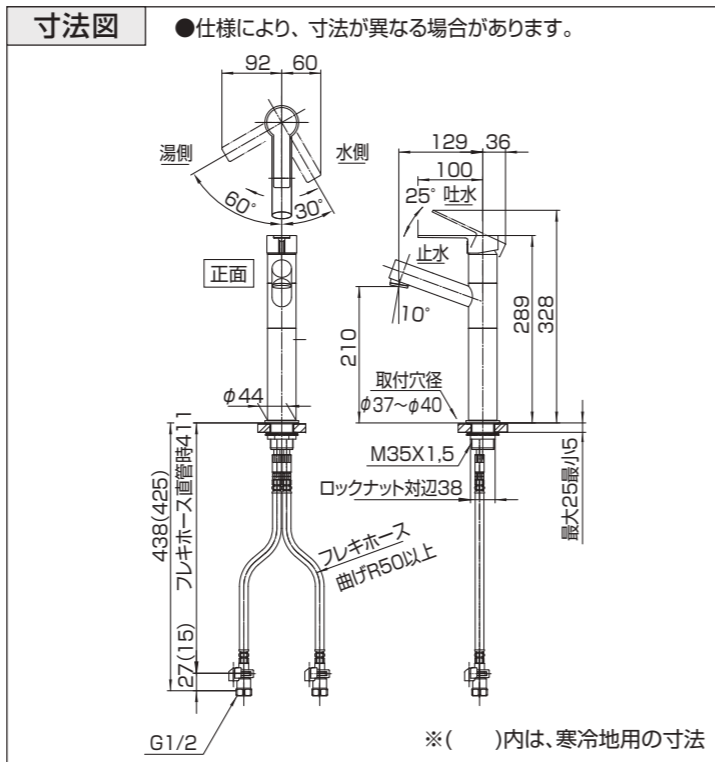 寸法図
●仕様により、寸法が異なる場合があります。
92
60
湯側
水側
60°
30°
正面
φ44
438(425)
フレキホース直管時411
27(15)
G1/2
フレキホース
曲げR50以上
129
36
100
25°
吐水
止水
10°
210
289
328
取付穴径
φ37～φ40
M35X1,5
ロックナット対辺38
最大25最小5
※(　　)内は、寒冷地用の寸法